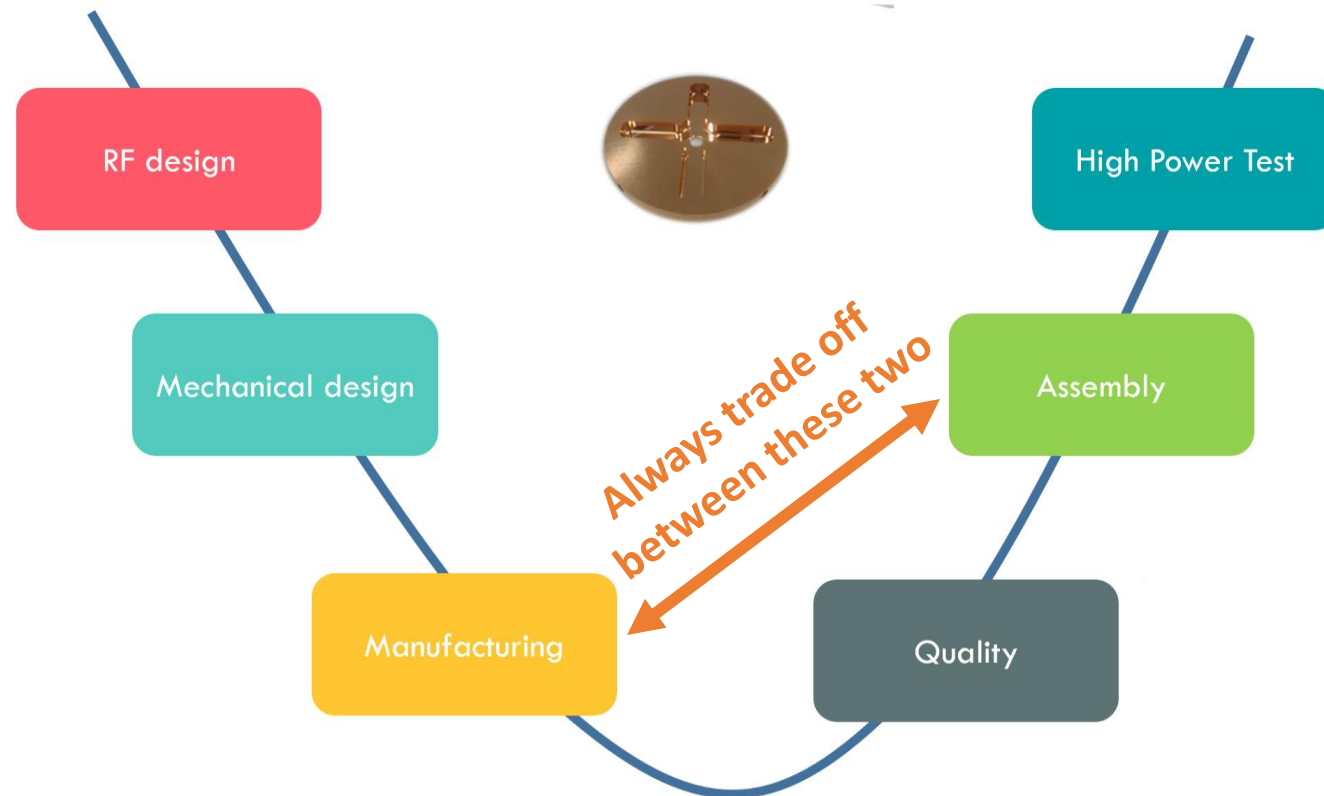 RF design
High Power Test
Mechanical design
Always trade off
between these two
Assembly
Manufacturing
Quality